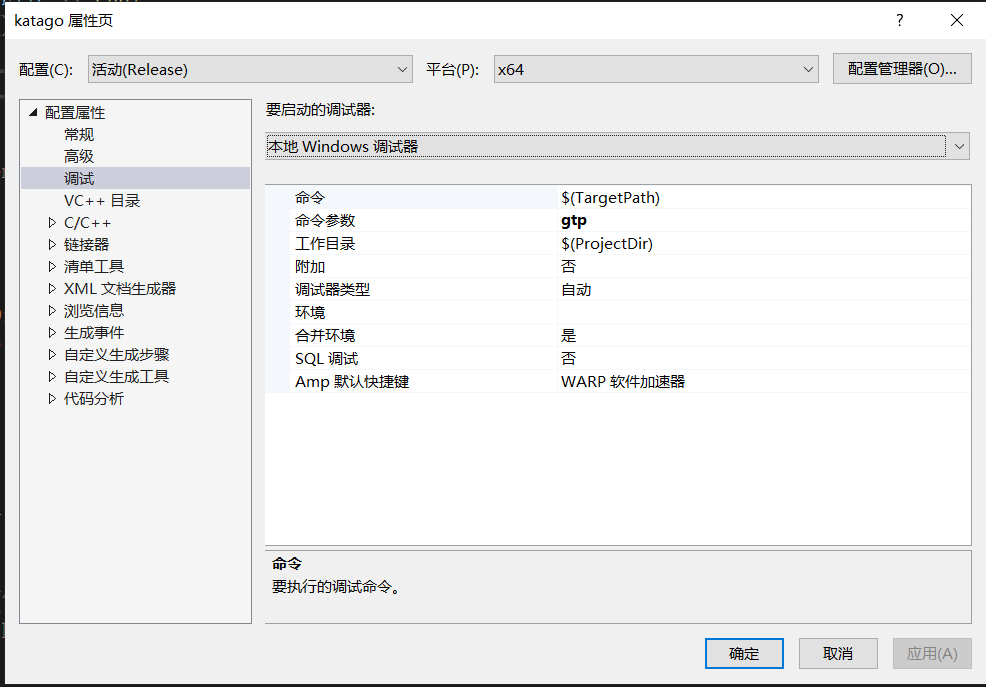 katago 属性页
?
配置(C): 活动(Release) 平台(P): x64 配置管理器(O)...
配置属性
常规
高级
调试
VC++ 目录
C/C++
链接器
清单工具
XML 文档生成器
浏览信息
生成事件
自定义生成步骤
自定义生成工具
代码分析
要启动的调试器:
本地 Windows 调试器
命令 $(TargetPath)
命令参数 gtp
工作目录 $(ProjectDir)
附加 否
调试器类型 自动
环境
合并环境 是
SQL 调试 否
Amp 默认快捷键 WARP 软件加速器
命令
要执行的调试命令。
确定 取消 应用(A)